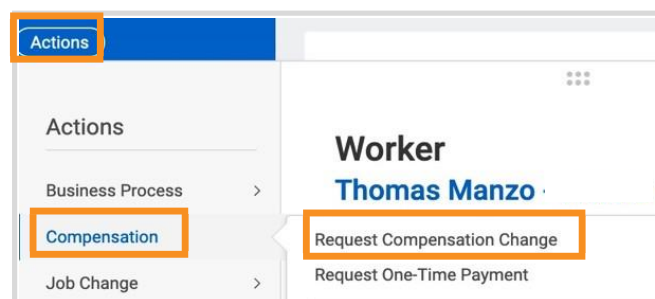 Actions
Actions
Worker
Business Process
Thomas Manzo
Compensation
Request Compensation Change
Job Change
Request One-Time Payment